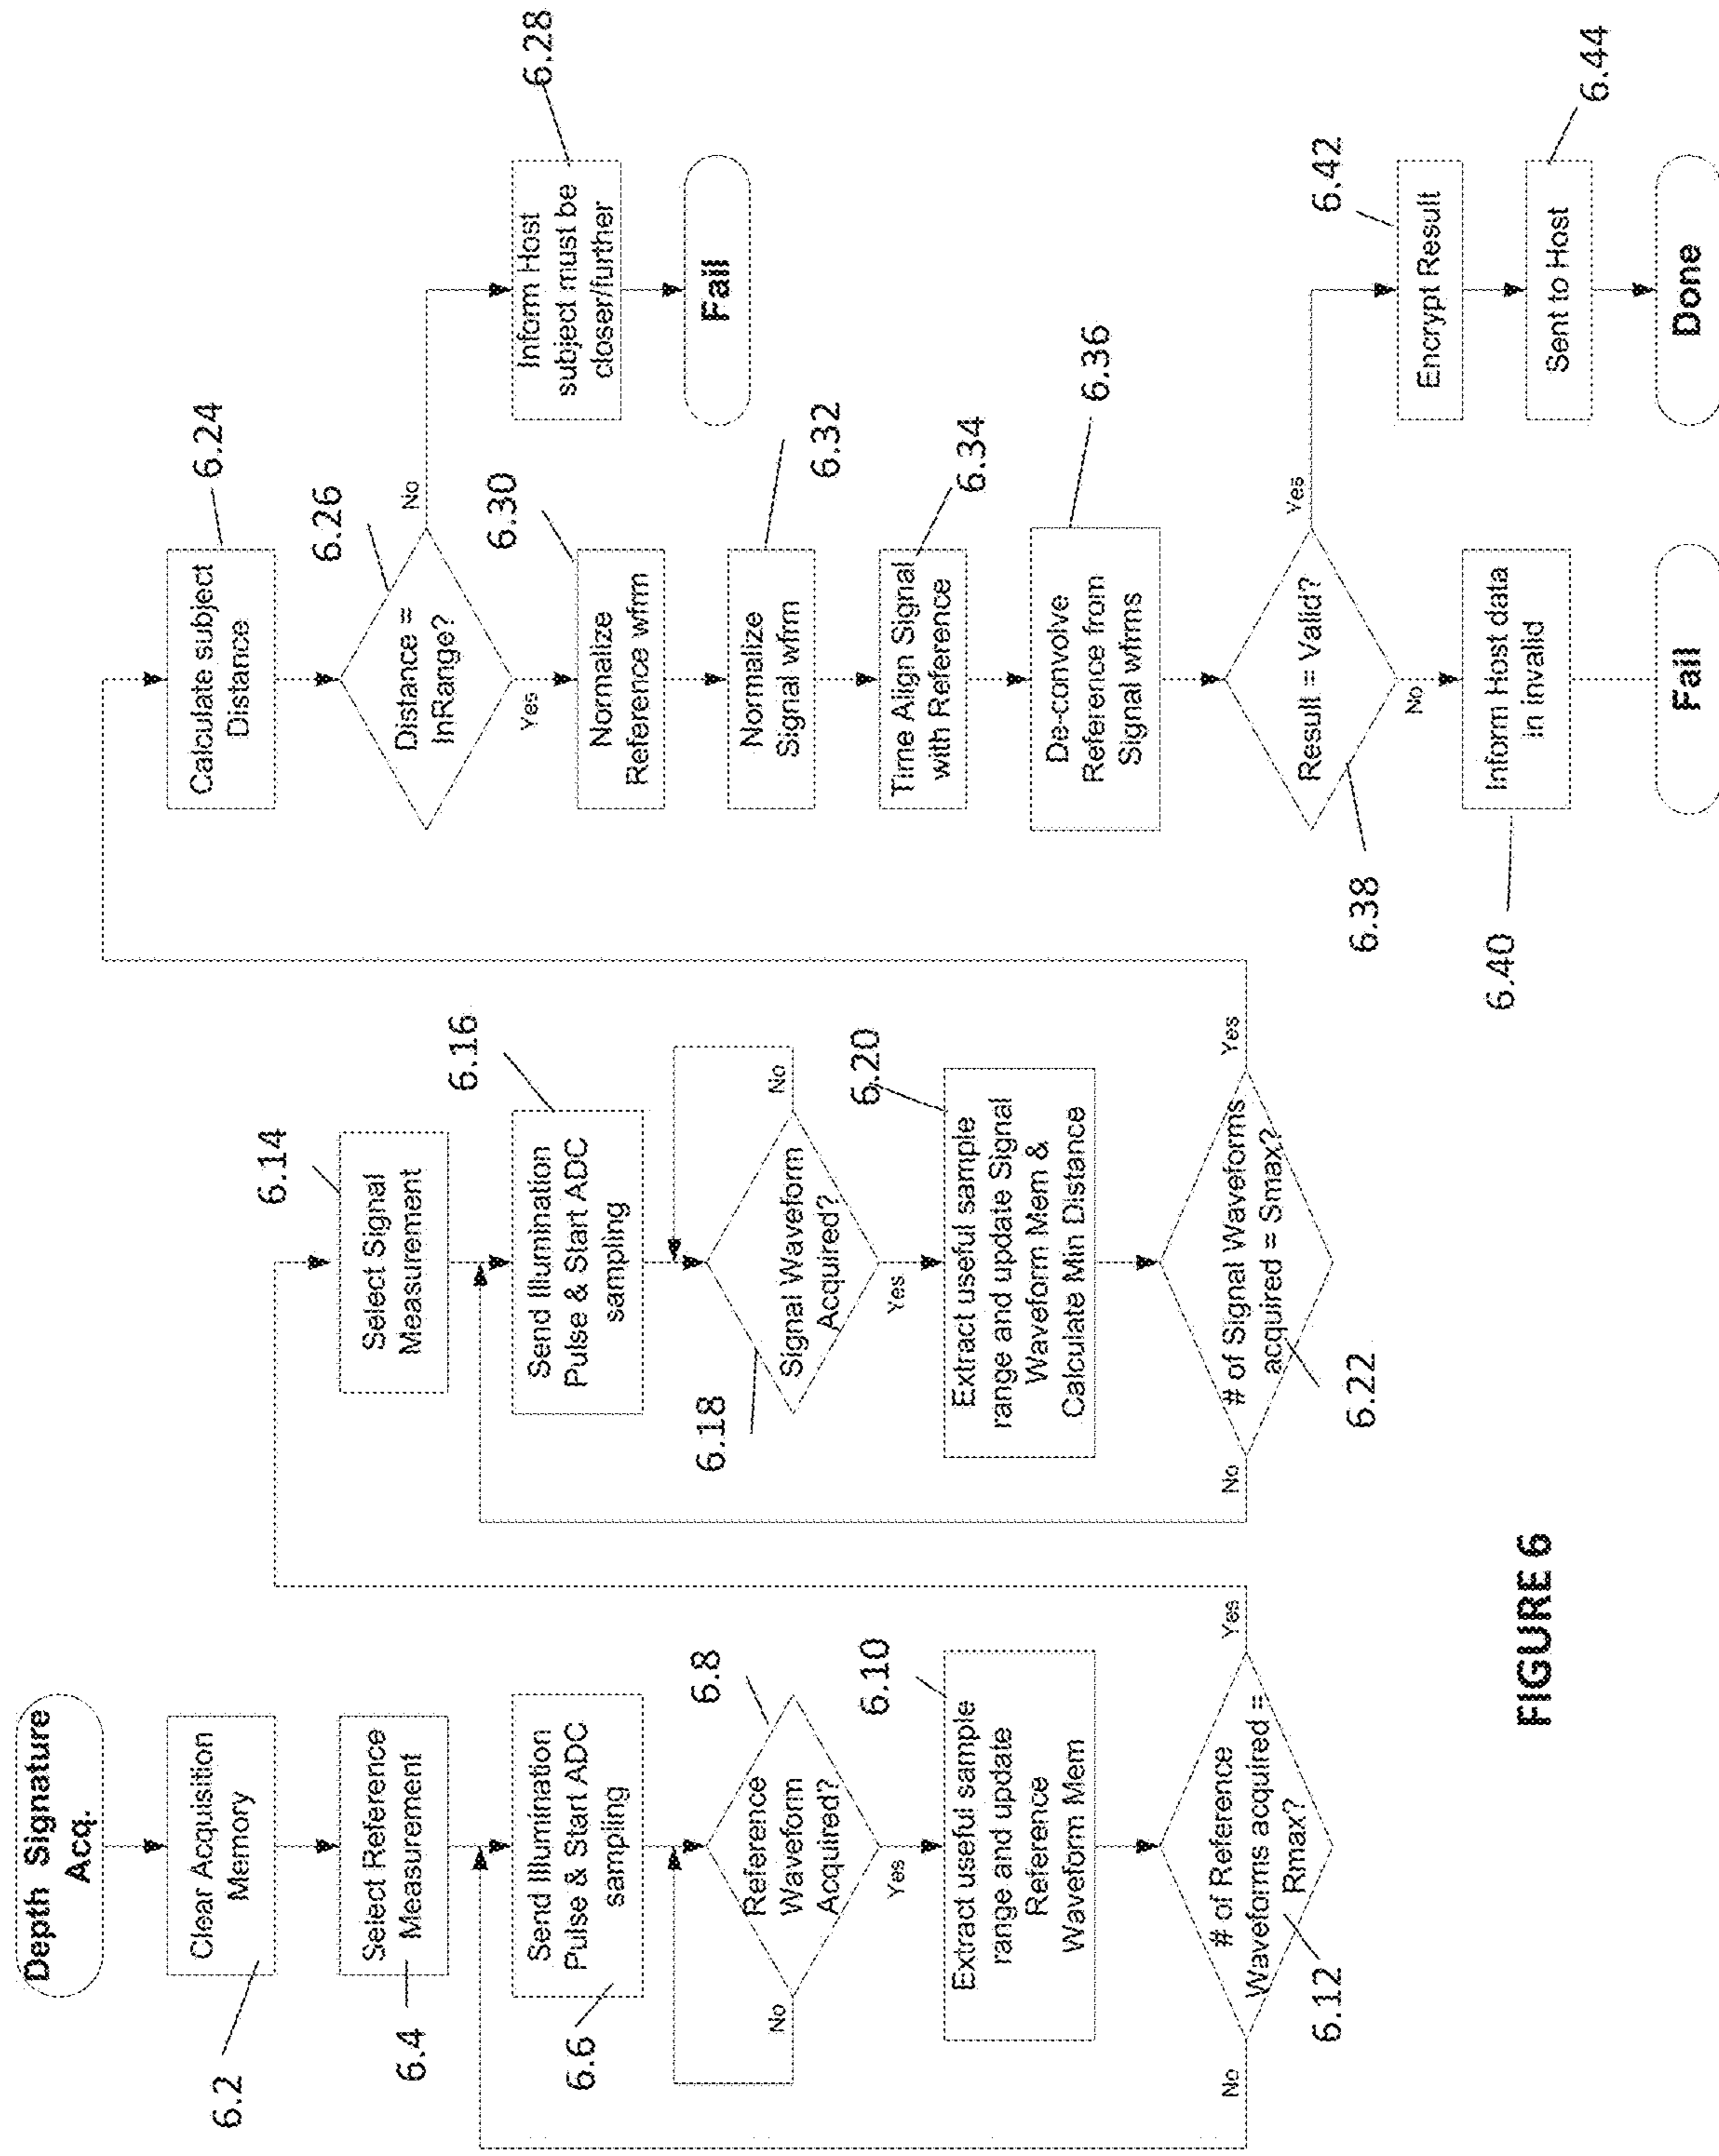 Depth Signature
Acq.
Clear Acquisition
Memory
6.2
Select Reference
Measurement
6.4
Send Illumination
Pulse & Start ADC
sampling
6.6
Reference
Waveform
Acquired?
6.8
No
Yes
Extract useful sample
range and update
Reference
Waveform Mem
6.10
# of Reference
Waveforms acquired =
Rmax?
6.12
No
Yes
Select Signal
Measurement
6.14
Send Illumination
Pulse & Start ADC
sampling
6.16
Signal Waveform
Acquired?
6.18
No
Yes
Extract useful sample
range and update Signal
Waveform Mem &
Calculate Min Distance
6.20
# of Signal Waveforms
acquired = Smax?
6.22
No
Yes
Calculate subject
Distance
6.24
Distance =
InRange?
6.26
No
Yes
Inform Host
subject must be
closer/further
6.28
Fail
Normalize
Reference wfrm
6.30
Normalize
Signal wfrm
6.32
Time Align Signal
with Reference
6.34
De-convolve
Reference from
Signal wfrms
6.36
Result = Valid?
6.38
No
Yes
Inform Host data
in invalid
6.40
Fail
Encrypt Result
6.42
Sent to Host
6.44
Done
FIGURE 6